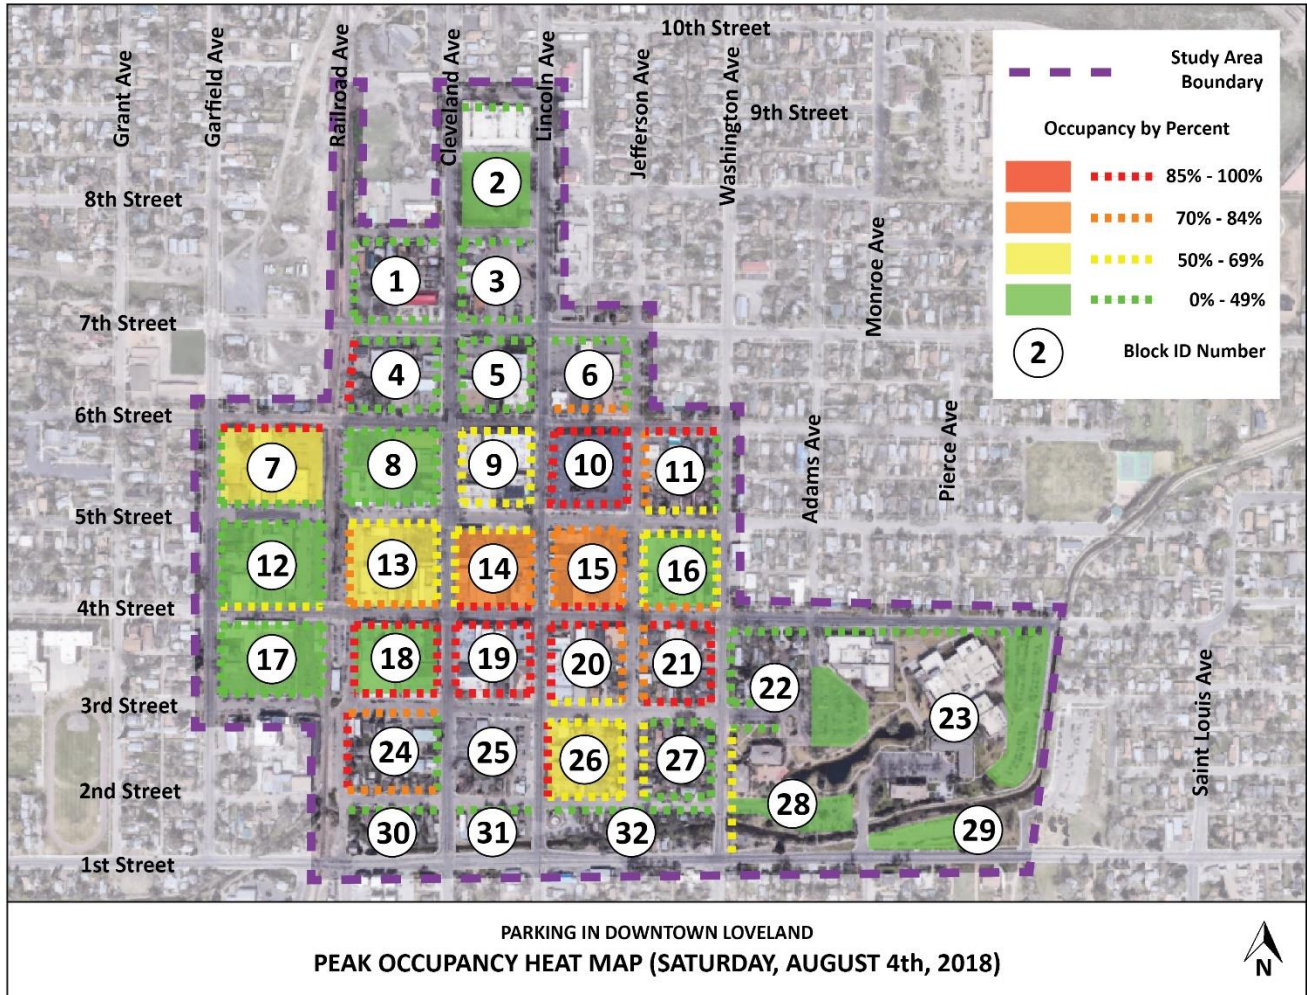 10th Street
Grant Ave
Garfield Ave
Railroad Ave
Cleveland Ave
Lincoln Ave
Jefferson Ave
Washington Ave
9th Street
8th Street
Monroe Ave
7th Street
6th Street
Adams Ave
Pierce Ave
5th Street
4th Street
3rd Street
Saint Louis Ave
2nd Street
1st Street
Study Area
Boundary
Occupancy by Percent
85% - 100%
70% - 84%
50% - 69%
0% - 49%
2
Block ID Number
2
1
3
4
5
6
7
8
9
10
11
12
13
14
15
16
17
18
19
20
21
22
23
24
25
26
27
28
29
30
31
32
PARKING IN DOWNTOWN LOVELAND
PEAK OCCUPANCY HEAT MAP (SATURDAY, AUGUST 4th, 2018)
N